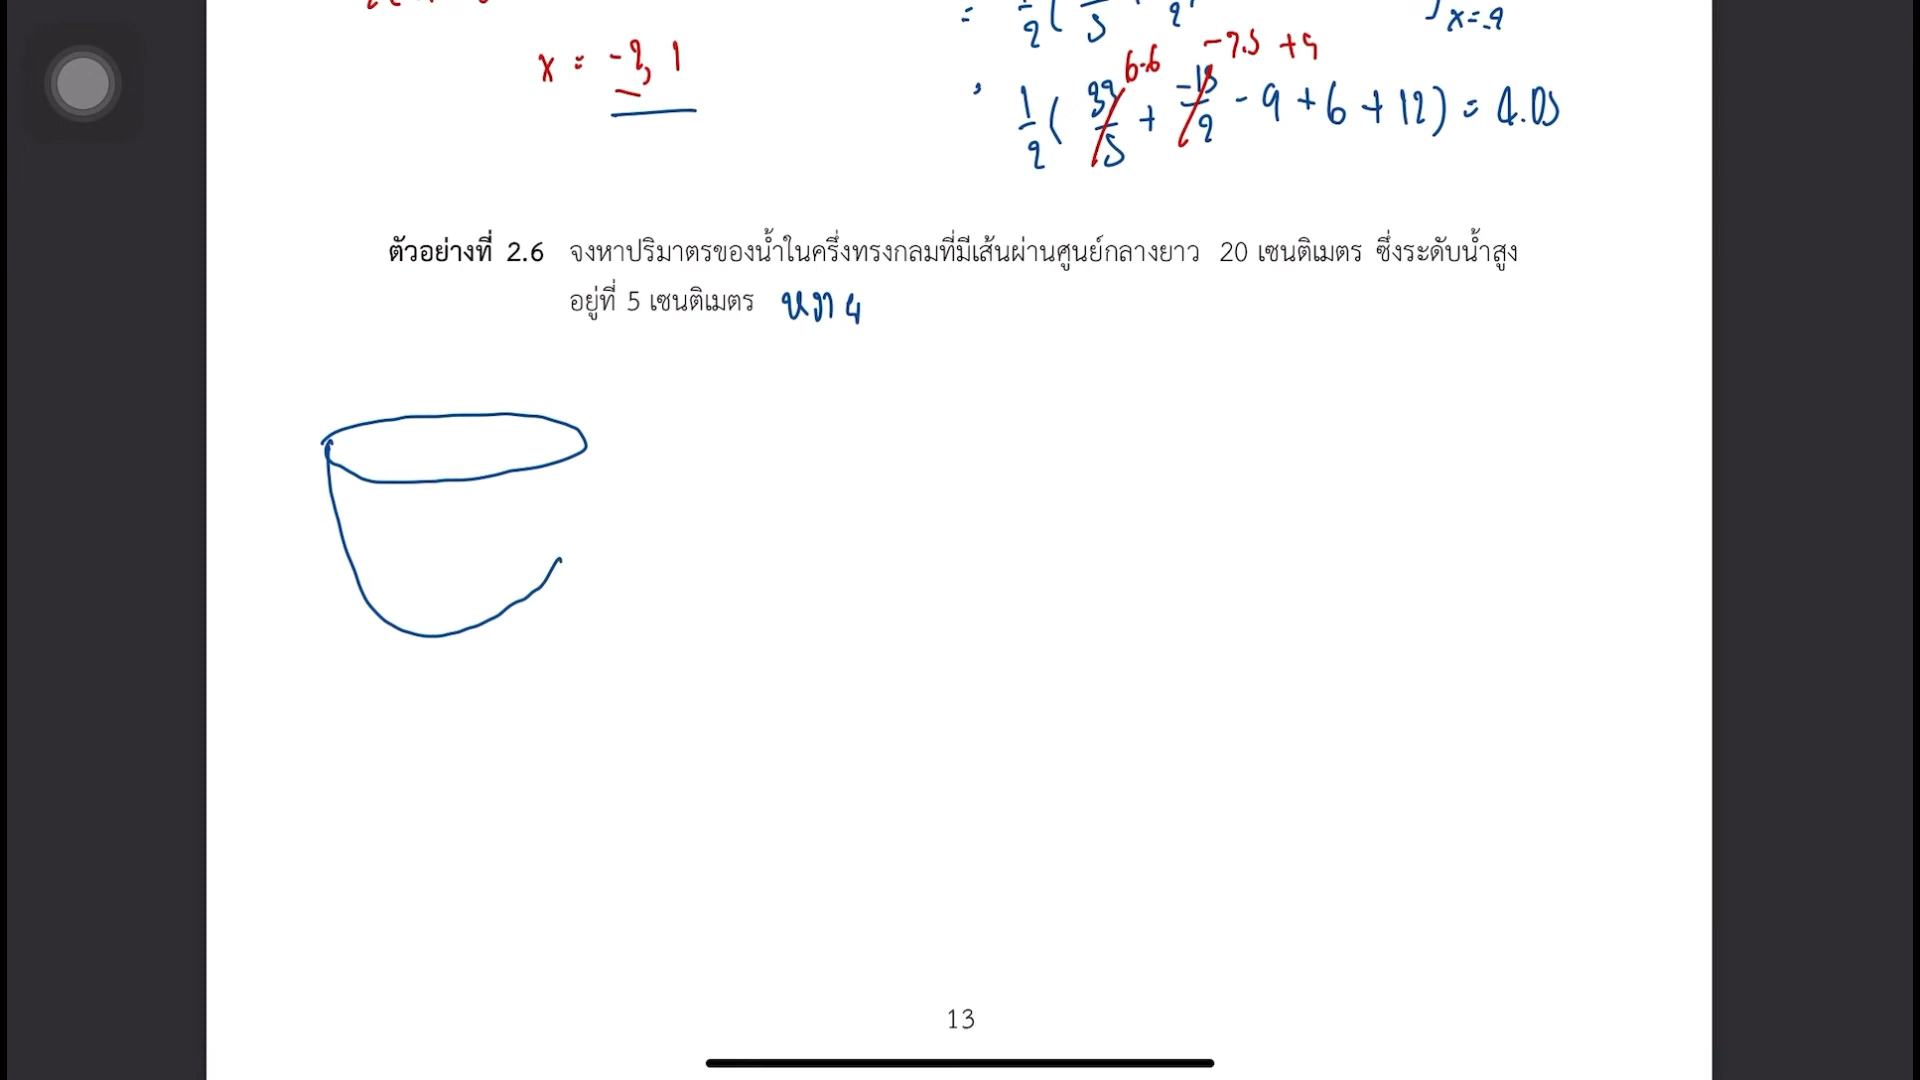 x = -2, 1
x=-2
6.6 -7.5 +9
1/2 ( 33/5 + -15/2 - 9 + 6 + 12) = 4.05
ตัวอย่างที่ 2.6 จงหาปริมาตรของน้ำในครึ่งทรงกลมที่มีเส้นผ่านศูนย์กลางยาว 20 เซนติเมตร ซึ่งระดับน้ำสูง
อยู่ที่ 5 เซนติเมตร
13